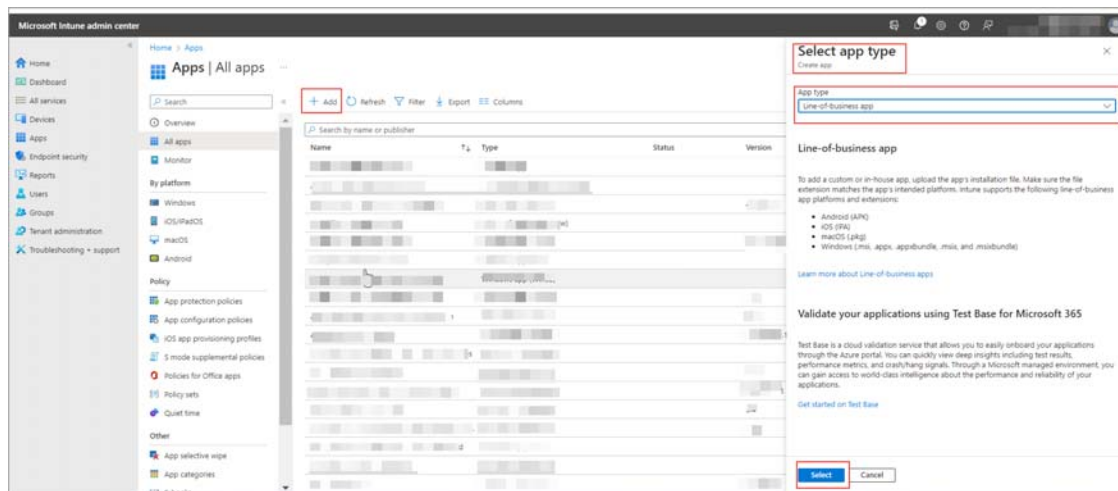 Microsoft Intune admin center
Home
Dashboard
All services
Devices
Apps
Endpoint security
Reports
Users
Groups
Tenant administration
Troubleshooting + support
Home > Apps
Apps | All apps
Search
Overview
All apps
Monitor
By platform
Windows
iOS/iPadOS
macOS
Android
Policy
App protection policies
App configuration policies
iOS app provisioning profiles
S mode supplemental policies
Policies for Office apps
Policy sets
Quiet time
Other
App selective wipe
App categories
+ Add Refresh Filter Export Columns
Search by name or publisher
Name Type Status Version
Select app type
Create app
App type
Line-of-business app
Line-of-business app
To add a custom or in-house app, upload the app's installation file. Make sure the file
extension matches the app's intended platform. Intune supports the following line-of-business
app platforms and extensions:
• Android (APK)
• iOS (IPA)
• macOS (.pkg)
• Windows (.msi, .appx, .appxbundle, .msix, and .msixbundle)
Learn more about Line-of-business apps
Validate your applications using Test Base for Microsoft 365
Test Base is a cloud validation service that allows you to easily onboard your applications
through the Azure portal. You can quickly view deep insights including test results,
performance metrics, and crash/hang signals. Through a Microsoft managed environment, you
can gain access to world-class intelligence about the performance and reliability of your
applications.
Get started on Test Base
Select Cancel